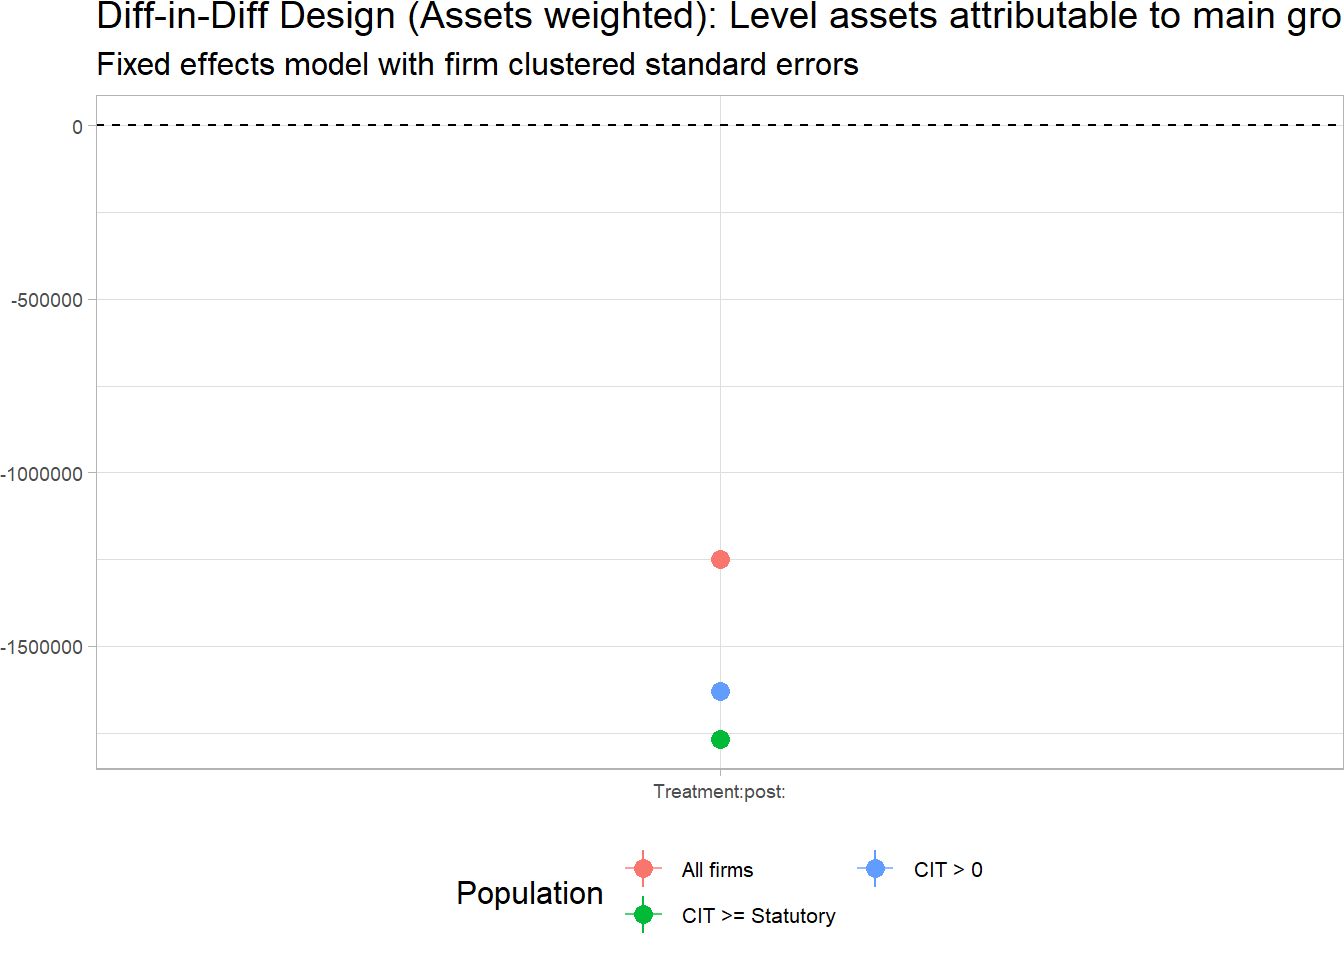 Diff-in-Diff Design (Assets weighted): Level assets attributable to main gro
Fixed effects model with firm clustered standard errors
0
-500000
-1000000
-1500000
Treatment:post:
Population
All firms
CIT > 0
CIT >= Statutory